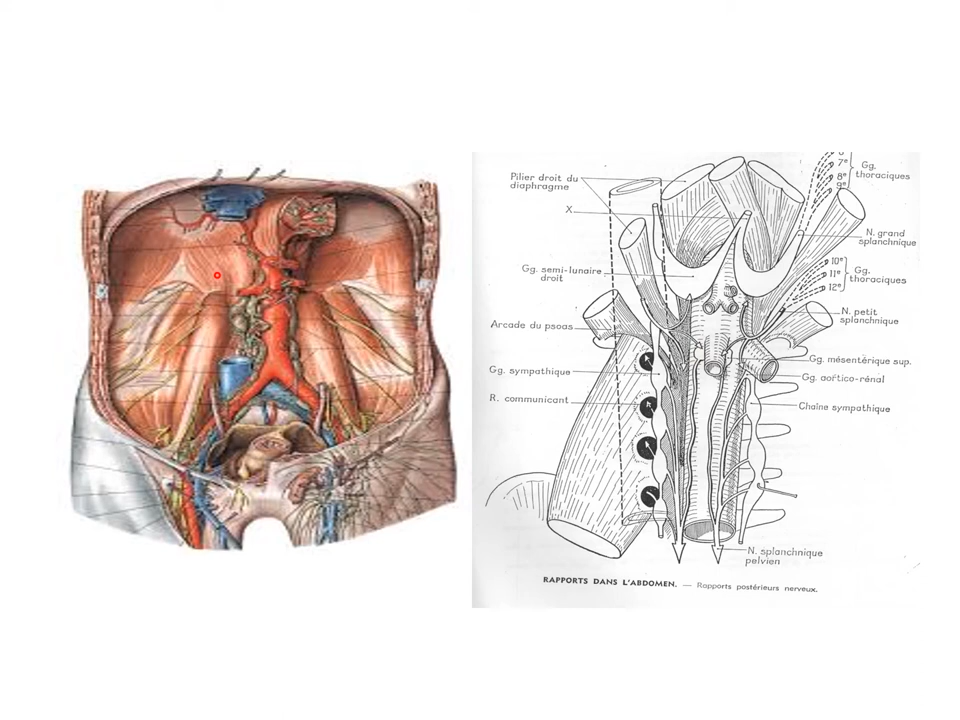 Pilier droit du
diaphragme
X
Gg. semi-lunaire
droit
Arcade du psoas
Gg. sympathique
R. communicant
7e
8e
9e
Gg.
thoraciques
N. grand
splanchnique
10e
11e
12e
Gg.
thoraciques
N. petit
splanchnique
Gg. mésentérique sup.
Gg. aortico-rénal
Chaîne sympathique
N. splanchnique
pelvien
RAPPORTS DANS L'ABDOMEN. — Rapports postérieurs nerveux.